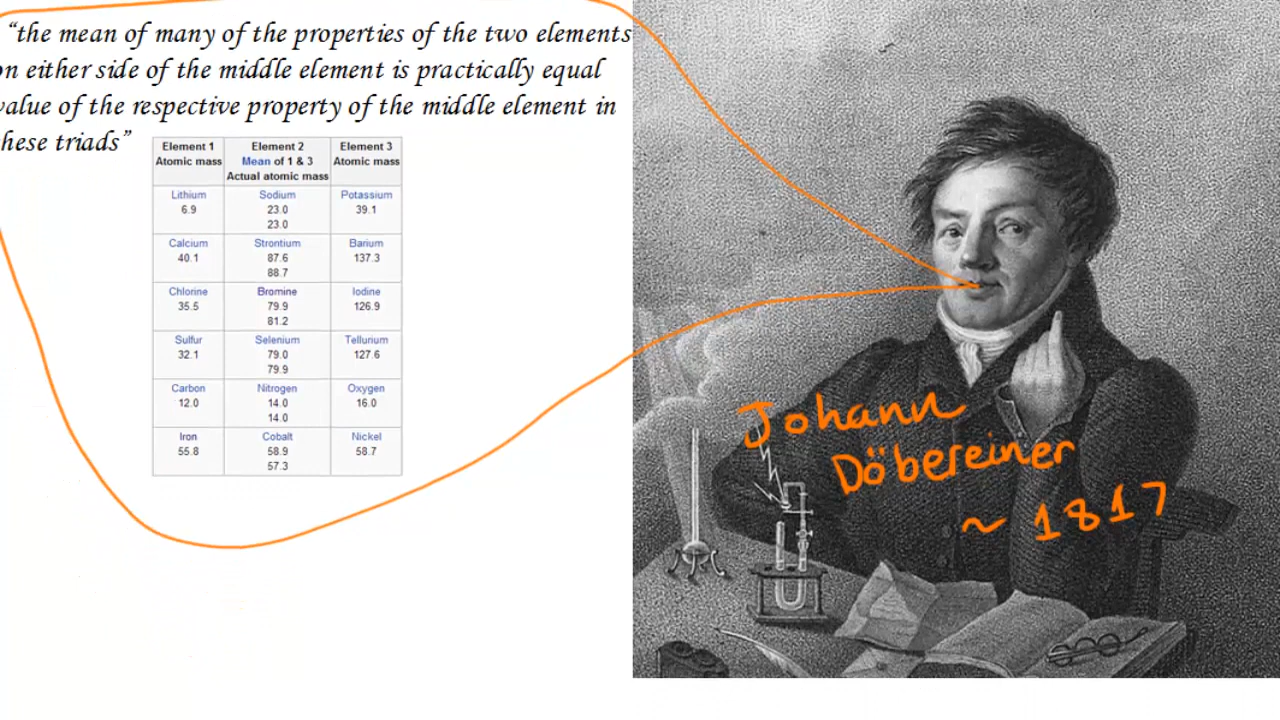 “the mean of many of the properties of the two elements
on either side of the middle element is practically equal
value of the respective property of the middle element in
these triads”
Element 1 Element 2 Element 3
Atomic mass Mean of 1 & 3 Atomic mass
Actual atomic mass
Lithium Sodium Potassium
6.9 23.0 39.1
23.0
Calcium Strontium Barium
40.1 87.6 137.3
88.7
Chlorine Bromine Iodine
35.5 79.9 126.9
81.2
Sulfur Selenium Tellurium
32.1 79.0 127.6
79.9
Carbon Nitrogen Oxygen
12.0 14.0 16.0
14.0
Iron Cobalt Nickel
55.8 58.9 58.7
57.3
Johann
Döbereiner
~ 1817